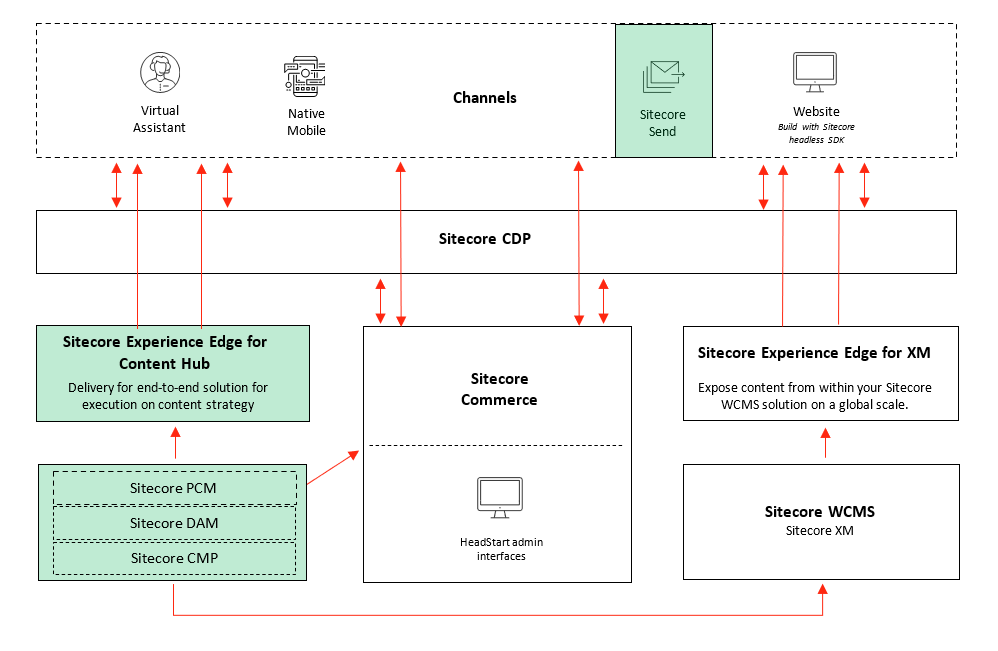 Virtual
Assistant
Native
Mobile
Channels
Sitecore
Send
Website
Build with Sitecore
headless SDK
Sitecore CDP
Sitecore Experience Edge for
Content Hub
Delivery for end-to-end solution for
execution on content strategy
Sitecore
Commerce
Sitecore Experience Edge for XM
Expose content from within your Sitecore
WCMS solution on a global scale.
Sitecore PCM
Sitecore DAM
Sitecore CMP
HeadStart admin
interfaces
Sitecore WCMS
Sitecore XM